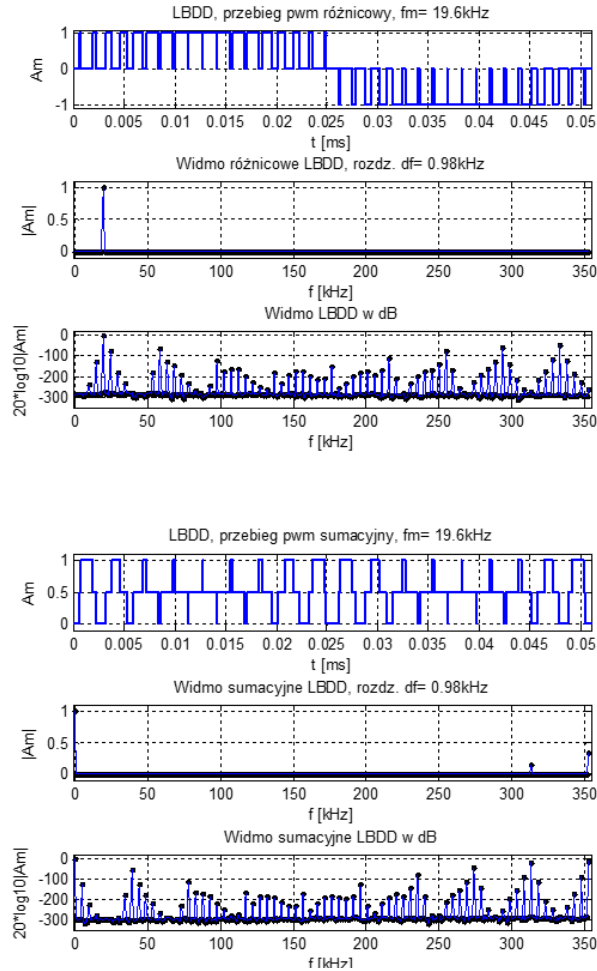 LBDD, przebieg pwm różnicowy, fm= 19.6kHz
Am
1
0
-1
0 0.005 0.01 0.015 0.02 0.025 0.03 0.035 0.04 0.045 0.05
t [ms]
Widmo różnicowe LBDD, rozdz. df= 0.98kHz
|Am|
1
0.5
0
0 50 100 150 200 250 300 350
f [kHz]
Widmo LBDD w dB
20*log10|Am|
0
-100
-200
-300
0 50 100 150 200 250 300 350
f [kHz]
LBDD, przebieg pwm sumacyjny, fm= 19.6kHz
Am
1
0.5
0
0 0.005 0.01 0.015 0.02 0.025 0.03 0.035 0.04 0.045 0.05
t [ms]
Widmo sumacyjne LBDD, rozdz. df= 0.98kHz
|Am|
1
0.5
0
0 50 100 150 200 250 300 350
f [kHz]
Widmo sumacyjne LBDD w dB
20*log10|Am|
0
-100
-200
-300
0 50 100 150 200 250 300 350
f [kHz]